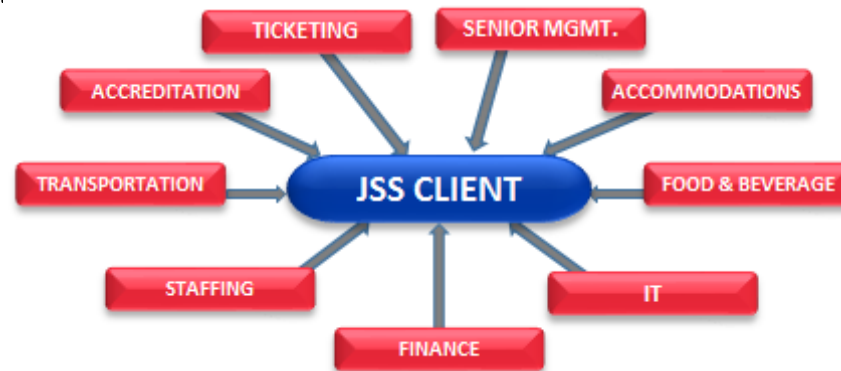 TICKETING
SENIOR MGMT.
ACCREDITATION
ACCOMMODATIONS
TRANSPORTATION
JSS CLIENT
FOOD & BEVERAGE
STAFFING
IT
FINANCE